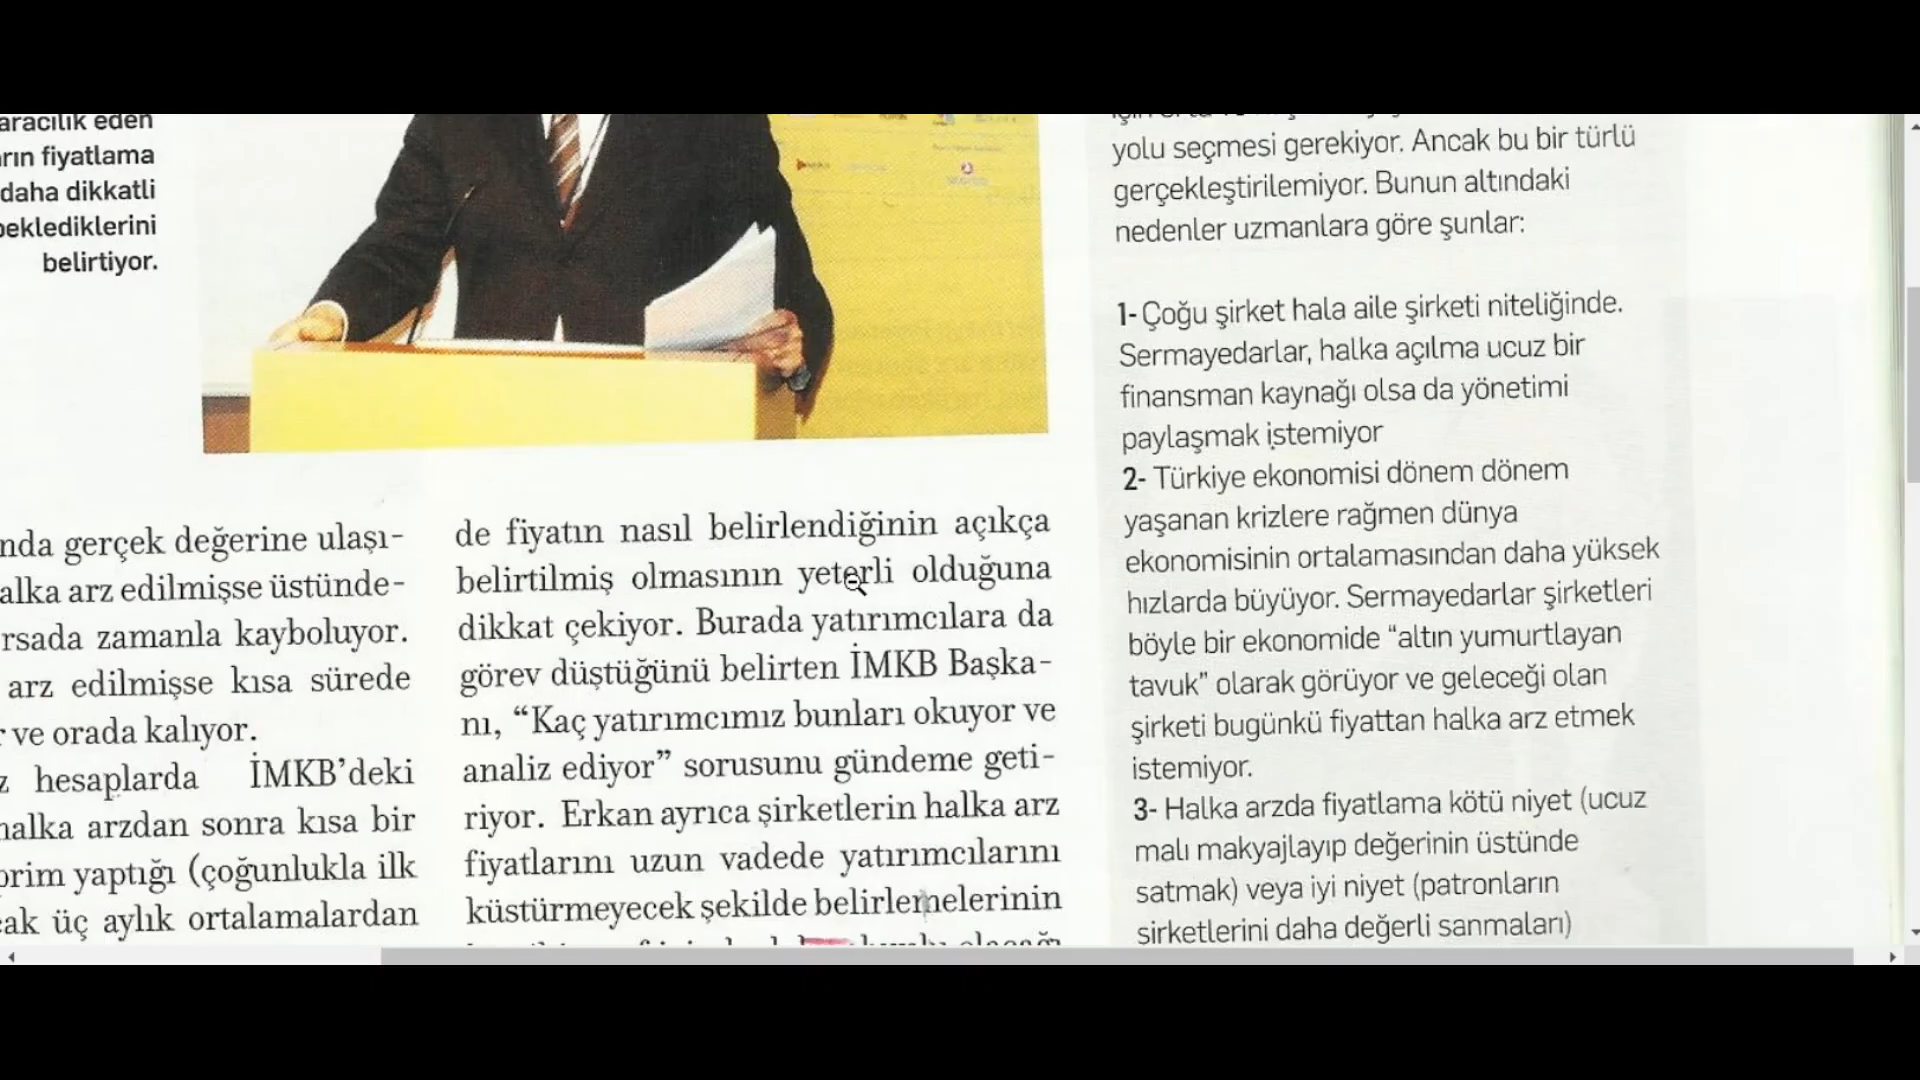 aracılık eden
rın fiyatlama
daha dikkatli
beklediklerini
belirtiyor.
nda gerçek değerine ulaşı-
alka arz edilmişse üstünde-
rsada zamanla kayboluyor.
arz edilmişse kısa sürede
r ve orada kalıyor.
z hesaplarda İMKB'deki
halka arzdan sonra kısa bir
prim yaptığı (çoğunlukla ilk
cak üç aylık ortalamalardan
de fiyatın nasıl belirlendiğinin açıkça
belirtilmiş olmasının yeterli olduğuna
dikkat çekiyor. Burada yatırımcılara da
görev düştüğünü belirten İMKB Başka-
nı, “Kaç yatırımcımız bunları okuyor ve
analiz ediyor” sorusunu gündeme geti-
riyor. Erkan ayrıca şirketlerin halka arz
fiyatlarını uzun vadede yatırımcılarını
küstürmeyecek şekilde belirlemelerinin
yolu seçmesi gerekiyor. Ancak bu bir türlü
gerçekleştirilemiyor. Bunun altındaki
nedenler uzmanlara göre şunlar:
1- Çoğu şirket hala aile şirketi niteliğinde.
Sermayedarlar, halka açılma ucuz bir
finansman kaynağı olsa da yönetimi
paylaşmak istemiyor
2- Türkiye ekonomisi dönem dönem
yaşanan krizlere rağmen dünya
ekonomisinin ortalamasından daha yüksek
hızlarda büyüyor. Sermayedarlar şirketleri
böyle bir ekonomide “altın yumurtlayan
tavuk” olarak görüyor ve geleceği olan
şirketi bugünkü fiyattan halka arz etmek
istemiyor.
3- Halka arzda fiyatlama kötü niyet (ucuz
malı makyajlayıp değerinin üstünde
satmak) veya iyi niyet (patronların
şirketlerini daha değerli sanmaları)